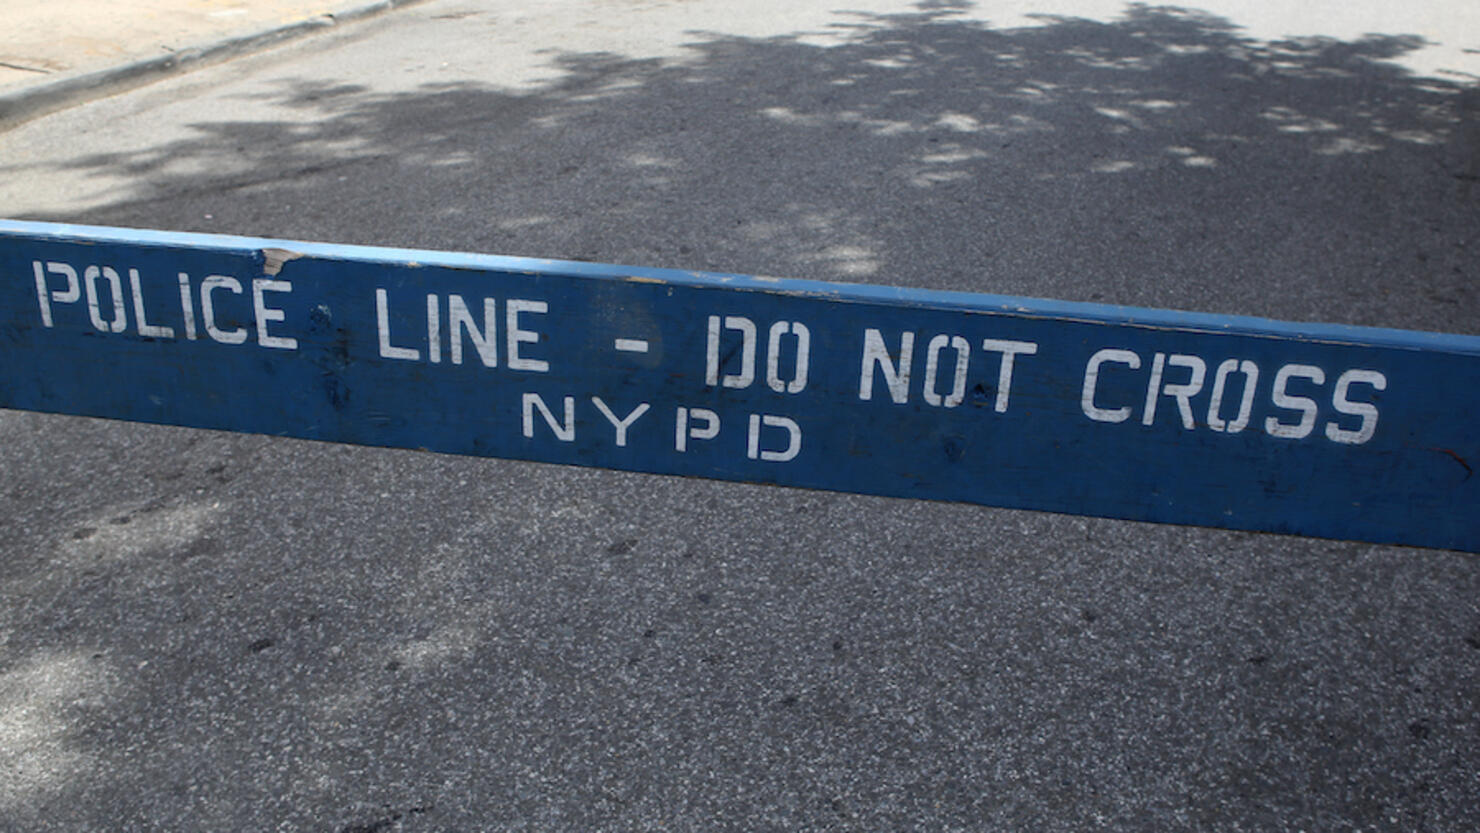 POLICE LINE - DO NOT CROSS
NYPD